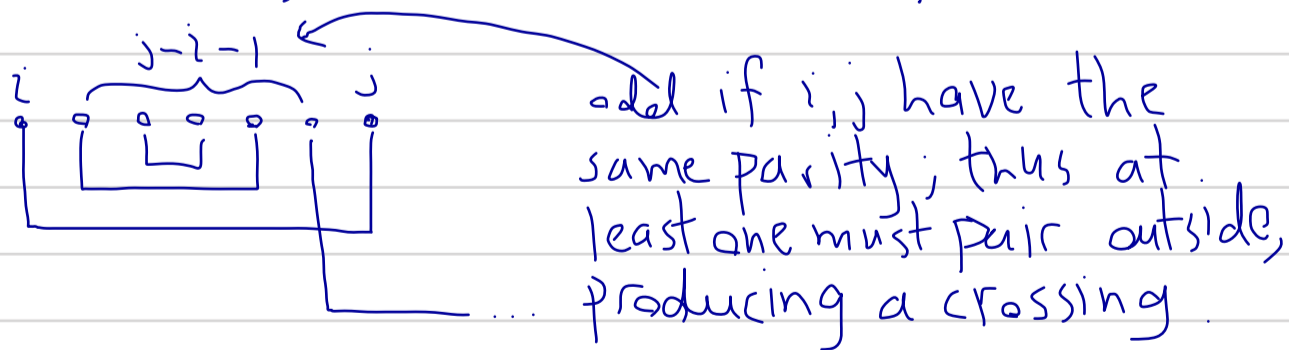 j-i-1
i j
odd if i,j have the
same parity; thus at
least one must pair outside,
... producing a crossing.